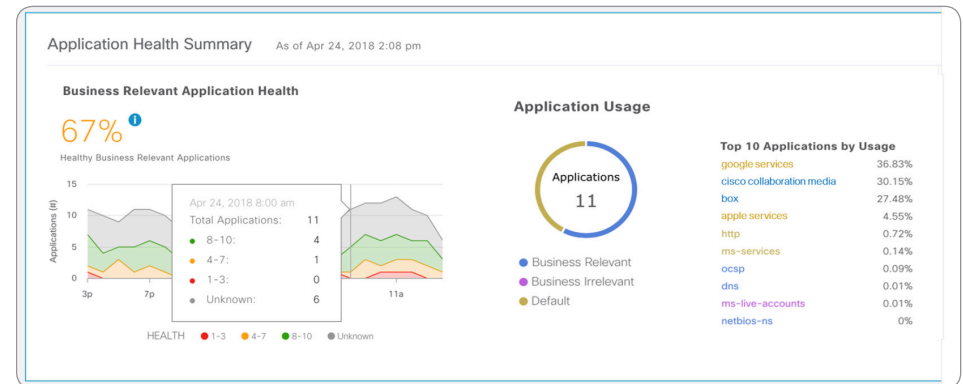 Application Health Summary As of Apr 24, 2018 2:08 pm
Business Relevant Application Health
67%
i
Healthy Business Relevant Applications
15
10
5
0
Applications (#)
3p
7p
11a
Apr 24, 2018 8:00 am
Total Applications: 11
8-10: 4
4-7: 1
1-3: 0
Unknown: 6
HEALTH 1-3 4-7 8-10 Unknown
Application Usage
Applications
11
Business Relevant
Business Irrelevant
Default
Top 10 Applications by Usage
google services 36.83%
cisco collaboration media 30.15%
box 27.48%
apple services 4.55%
http 0.72%
ms-services 0.14%
ocsp 0.09%
dns 0.01%
ms-live-accounts 0.01%
netbios-ns 0%